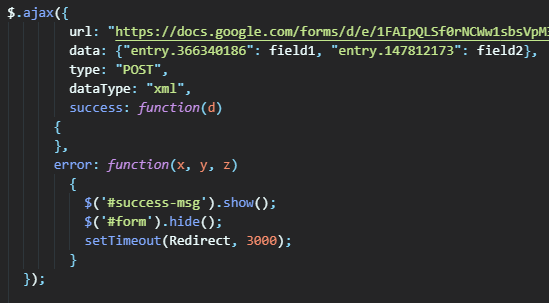 $.ajax({
url: "https://docs.google.com/forms/d/e/1FAIpQLSf0rNCWw1sbsVpM3
data: {"entry.366340186": field1, "entry.147812173": field2},
type: "POST",
dataType: "xml",
success: function(d)
{
},
error: function(x, y, z)
{
$('#success-msg').show();
$('#form').hide();
setTimeout(Redirect, 3000);
}
});